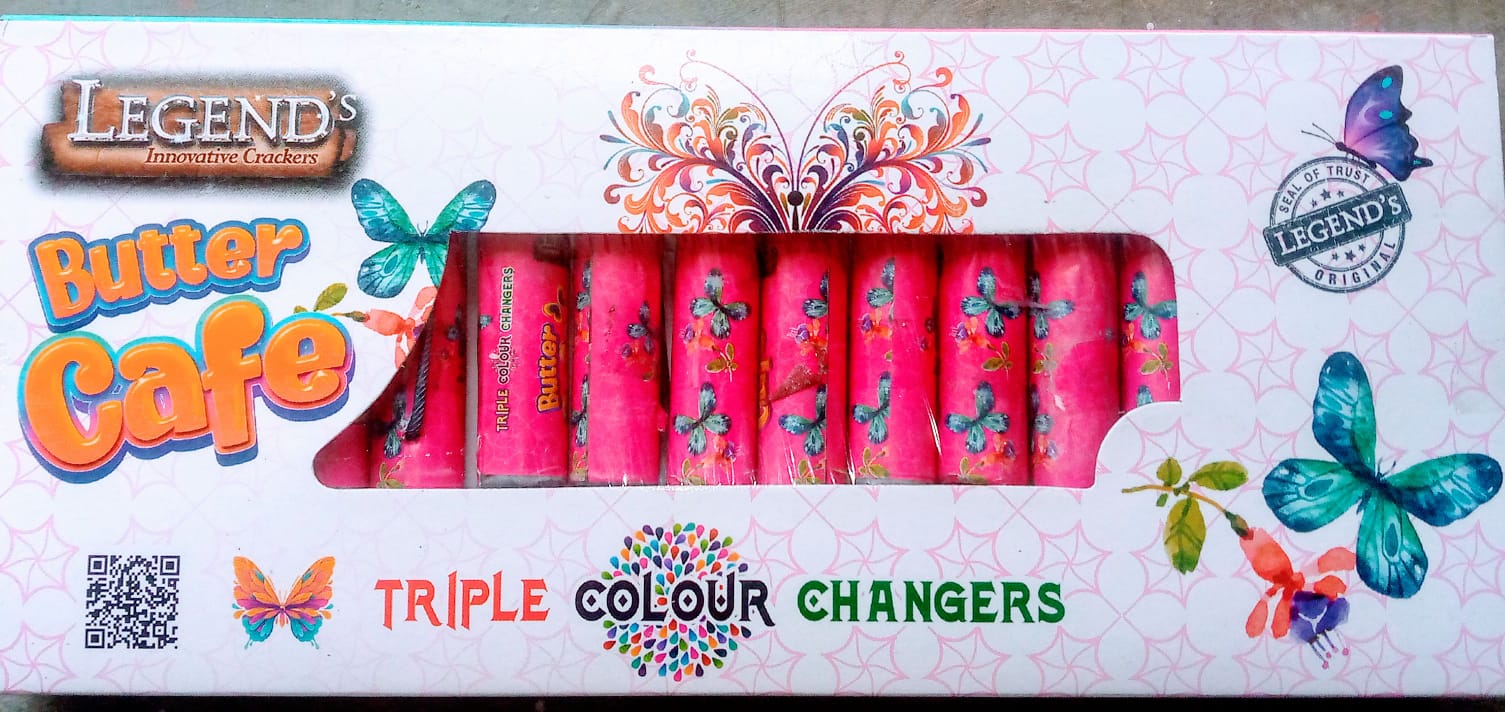 LEGEND's
Innovative Crackers
Butter
Cafe
TRIPLE COLOUR CHANGERS
Butter
SEAL OF TRUST
LEGEND's
ORIGINAL
TRIPLE COLOUR CHANGERS